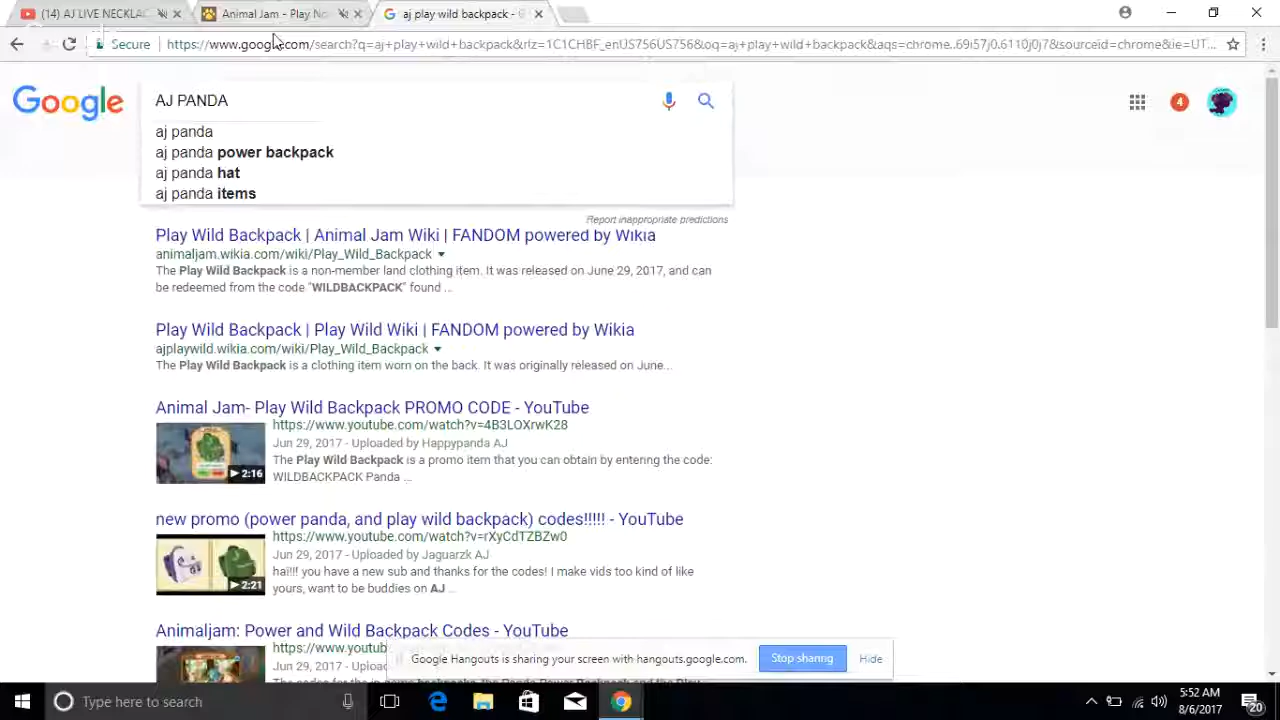 (14) AJ LIVE NECKLA
Animal Jam - Play No
aj play wild backpack - G
Secure
https://www.google.com/search?q=aj+play+wild+backpack&rlz=1C1CHBF_enUS756US756&oq=aj+play+wild+backpack&aqs=chrome..69i57j0.6110j0j7&sourceid=chrome&ie=UT...
Google
AJ PANDA
4
aj panda
aj panda power backpack
aj panda hat
aj panda items
Report inappropriate predictions
Play Wild Backpack | Animal Jam Wiki | FANDOM powered by Wikia
animaljam.wikia.com/wiki/Play_Wild_Backpack
The Play Wild Backpack is a non-member land clothing item. It was released on June 29, 2017, and can
be redeemed from the code "WILDBACKPACK" found ...
Play Wild Backpack | Play Wild Wiki | FANDOM powered by Wikia
ajplaywild.wikia.com/wiki/Play_Wild_Backpack
The Play Wild Backpack is a clothing item worn on the back. It was originally released on June...
Animal Jam- Play Wild Backpack PROMO CODE - YouTube
https://www.youtube.com/watch?v=4B3LOXrwK28
Jun 29, 2017 - Uploaded by Happypanda AJ
The Play Wild Backpack is a promo item that you can obtain by entering the code:
WILDBACKPACK Panda ...
2:16
new promo (power panda, and play wild backpack) codes!!!!! - YouTube
https://www.youtube.com/watch?v=rXyCdTZBZw0
Jun 29, 2017 - Uploaded by Jaguarzk AJ
hai!!! you have a new sub and thanks for the codes! I make vids too kind of like
yours, want to be buddies on AJ ...
2:21
Animaljam: Power and Wild Backpack Codes - YouTube
https://www.youtub
Jun 29, 2017 - Uploa
Google Hangouts is sharing your screen with hangouts.google.com.
Stop sharing
Hide
Type here to search
5:52 AM
8/6/2017
20